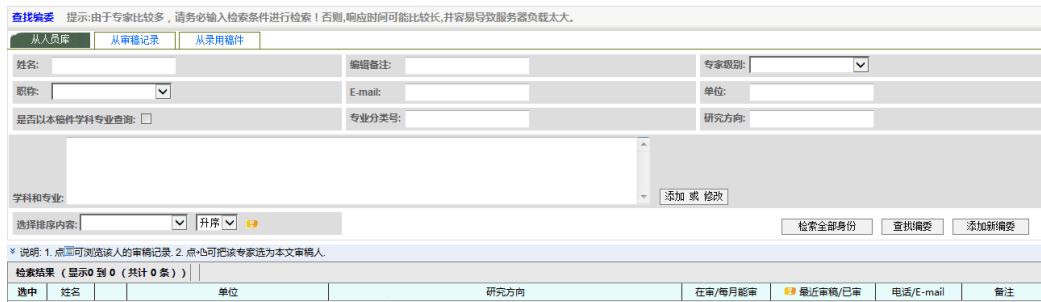 查找编委 提示:由于专家比较多，请务必输入检索条件进行检索！否则,响应时间可能比较长,并容易导致服务器负载太大。
从人员库 从审稿记录 从录用稿件
姓名: 编辑备注: 专家级别:
职称: E-mail: 单位:
是否以本稿件学科专业查询: 专业分类号: 研究方向:
学科和专业: 添加 或 修改
选择排序内容: 升序 检索全部身份 查找编委 添加新编委
说明: 1. 点可浏览该人的审稿记录. 2. 点可把该专家选为本文审稿人.
检索结果 （显示0 到 0 （共计 0 条））
选中 姓名 单位 研究方向 在审/每月能审 最近审稿/已审 电话/E-mail 备注